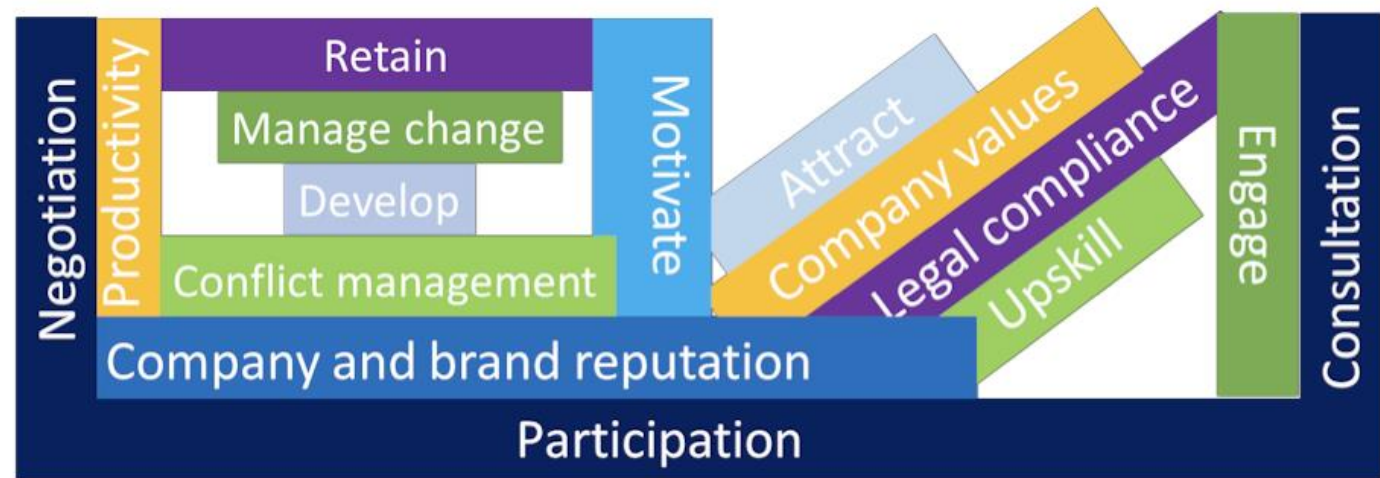 Negotiation
Productivity
Retain
Manage change
Develop
Conflict management
Motivate
Attract
Company values
Legal compliance
Upskill
Engage
Consultation
Company and brand reputation
Participation